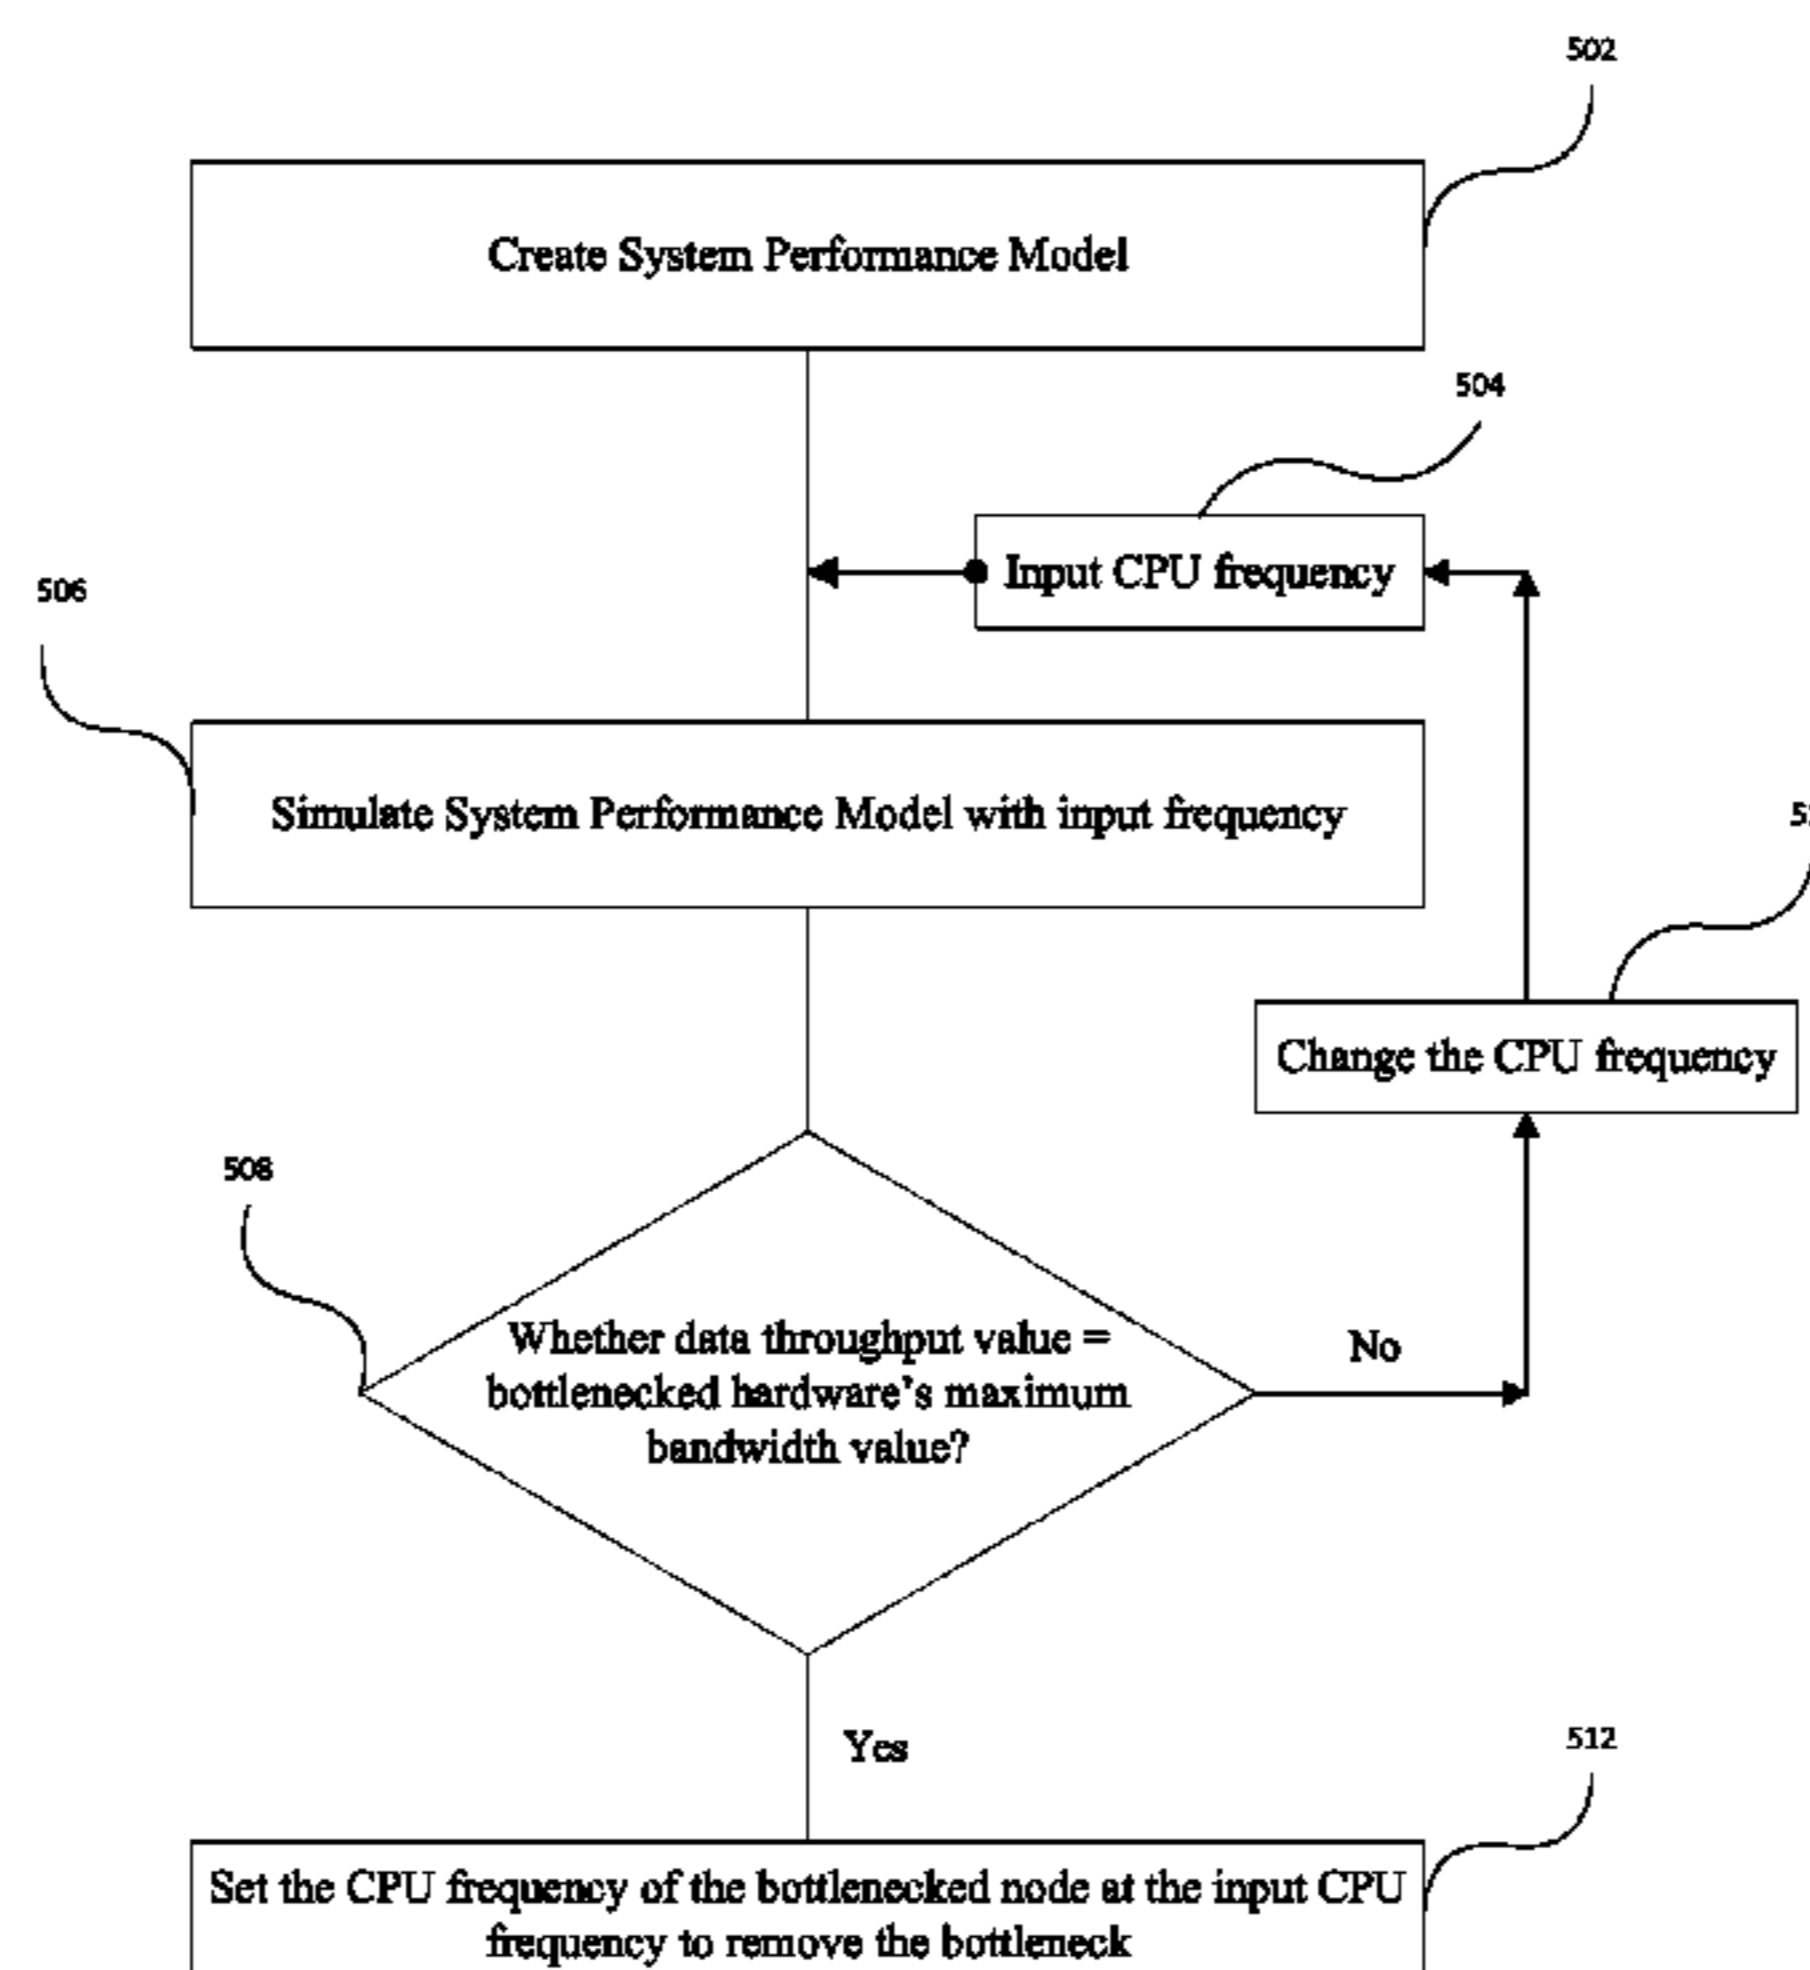 502
Create System Performance Model
504
Input CPU frequency
506
Simulate System Performance Model with input frequency
Change the CPU frequency
508
Whether data throughput value =
bottlenecked hardware's maximum
bandwidth value?
No
Yes
512
Set the CPU frequency of the bottlenecked node at the input CPU
frequency to remove the bottleneck